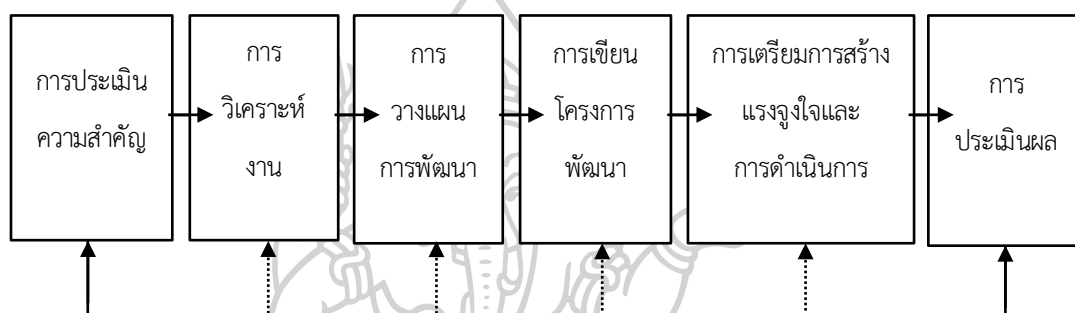 การประเมิน
ความสำคัญ
การ
วิเคราะห์
งาน
การ
วางแผน
การพัฒนา
การเขียน
โครงการ
พัฒนา
การเตรียมการสร้าง
แรงจูงใจและ
การดำเนินการ
การ
ประเมินผล